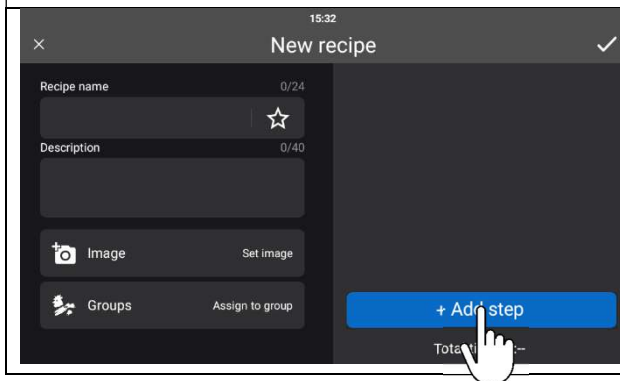 15:32
× New recipe
Recipe name 0/24
Description 0/40
Image Set image
Groups Assign to group
+ Add step